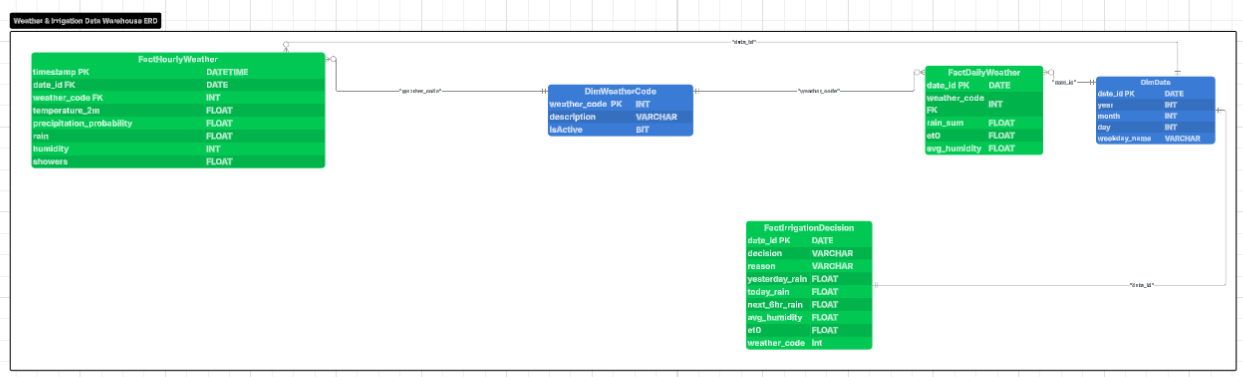 Weather & Irrigation Data Warehouse ERD
"date_id"
FactHourlyWeather
timestamp PK DATETIME
date_id FK DATE
weather_code FK INT
temperature_2m FLOAT
precipitation_probability FLOAT
rain FLOAT
humidity INT
showers FLOAT
"weather_code"
DimWeatherCode
weather_code PK INT
description VARCHAR
IsActive BIT
"weather_code"
FactDailyWeather
date_id PK DATE
weather_code FK INT
rain_sum FLOAT
et0 FLOAT
avg_humidity FLOAT
"date_id"
DimDate
date_id PK DATE
year INT
month INT
day INT
weekday_name VARCHAR
FactIrrigationDecision
date_id PK DATE
decision VARCHAR
reason VARCHAR
yesterday_rain FLOAT
today_rain FLOAT
next_6hr_rain FLOAT
avg_humidity FLOAT
et0 FLOAT
weather_code Int
"date_id"